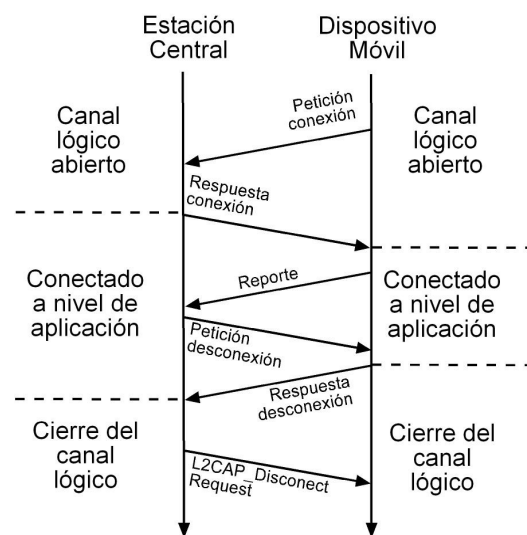 Estación
Central
Dispositivo
Móvil
Canal
lógico
abierto
Petición
conexión
Canal
lógico
abierto
Respuesta
conexión
Conectado
a nivel de
aplicación
Reporte
Conectado
a nivel de
aplicación
Petición
desconexión
Respuesta
desconexión
Cierre del
canal
lógico
L2CAP_Disconect
Request
Cierre del
canal
lógico